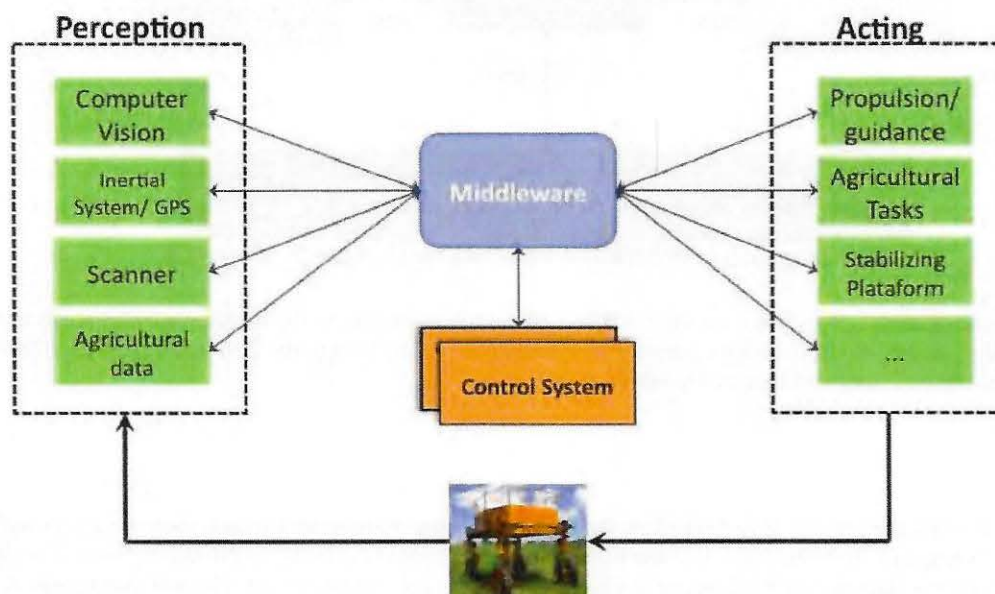 Perception
Computer
Vision
Inertial
System/ GPS
Scanner
Agricultural
data
Middleware
Control System
Acting
Propulsion/
guidance
Agricultural
Tasks
Stabilizing
Plataform
...